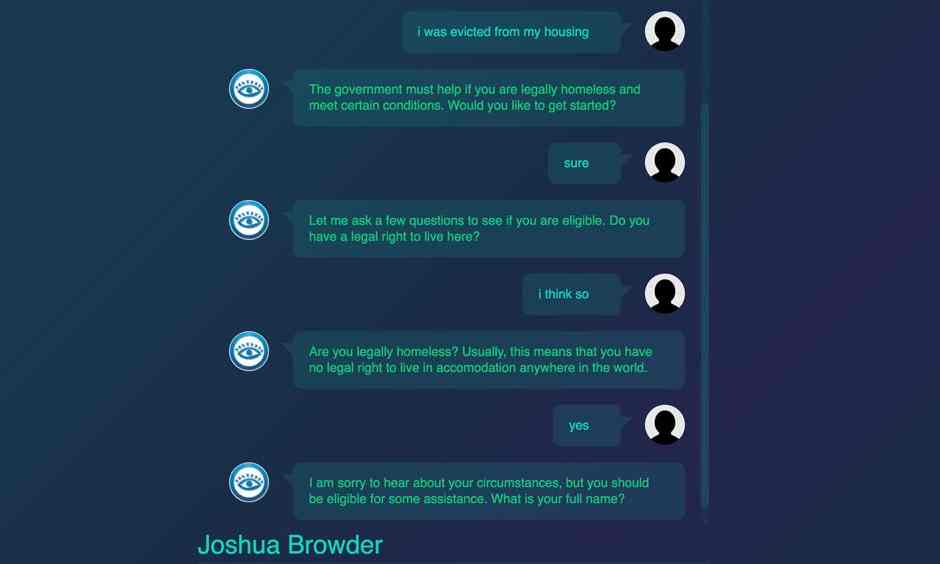 i was evicted from my housing
The government must help if you are legally homeless and
meet certain conditions. Would you like to get started?
sure
Let me ask a few questions to see if you are eligible. Do you
have a legal right to live here?
i think so
Are you legally homeless? Usually, this means that you have
no legal right to live in accomodation anywhere in the world.
yes
I am sorry to hear about your circumstances, but you should
be eligible for some assistance. What is your full name?
Joshua Browder